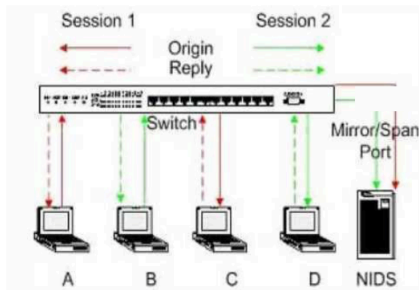 Session 1 Session 2
Origin
Reply
Switch
Mirror/Span
Port
A B C D NIDS